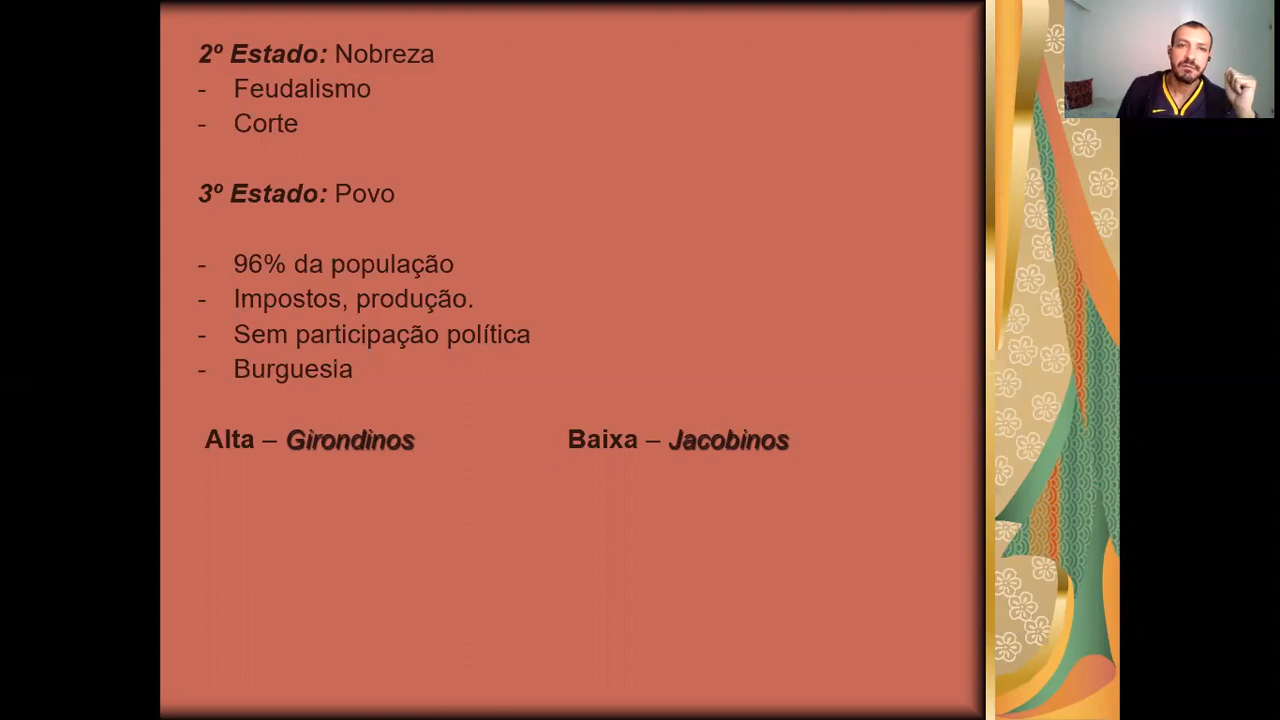 2º Estado: Nobreza
- Feudalismo
- Corte
3º Estado: Povo
- 96% da população
- Impostos, produção.
- Sem participação política
- Burguesia
Alta – Girondinos Baixa – Jacobinos